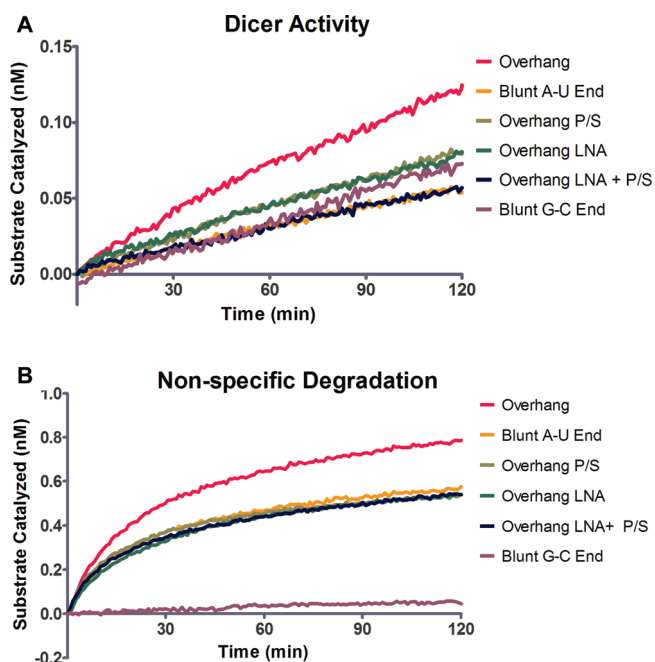 A
Dicer Activity
Substrate Catalyzed (nM)
0.15
0.10
0.05
0.00
30
60
90
120
Time (min)
Overhang
Blunt A-U End
Overhang P/S
Overhang LNA
Overhang LNA + P/S
Blunt G-C End
B
Non-specific Degradation
Substrate Catalyzed (nM)
1.0
0.8
0.6
0.4
0.2
0.0
-0.2
30
60
90
120
Time (min)
Overhang
Blunt A-U End
Overhang P/S
Overhang LNA
Overhang LNA+ P/S
Blunt G-C End